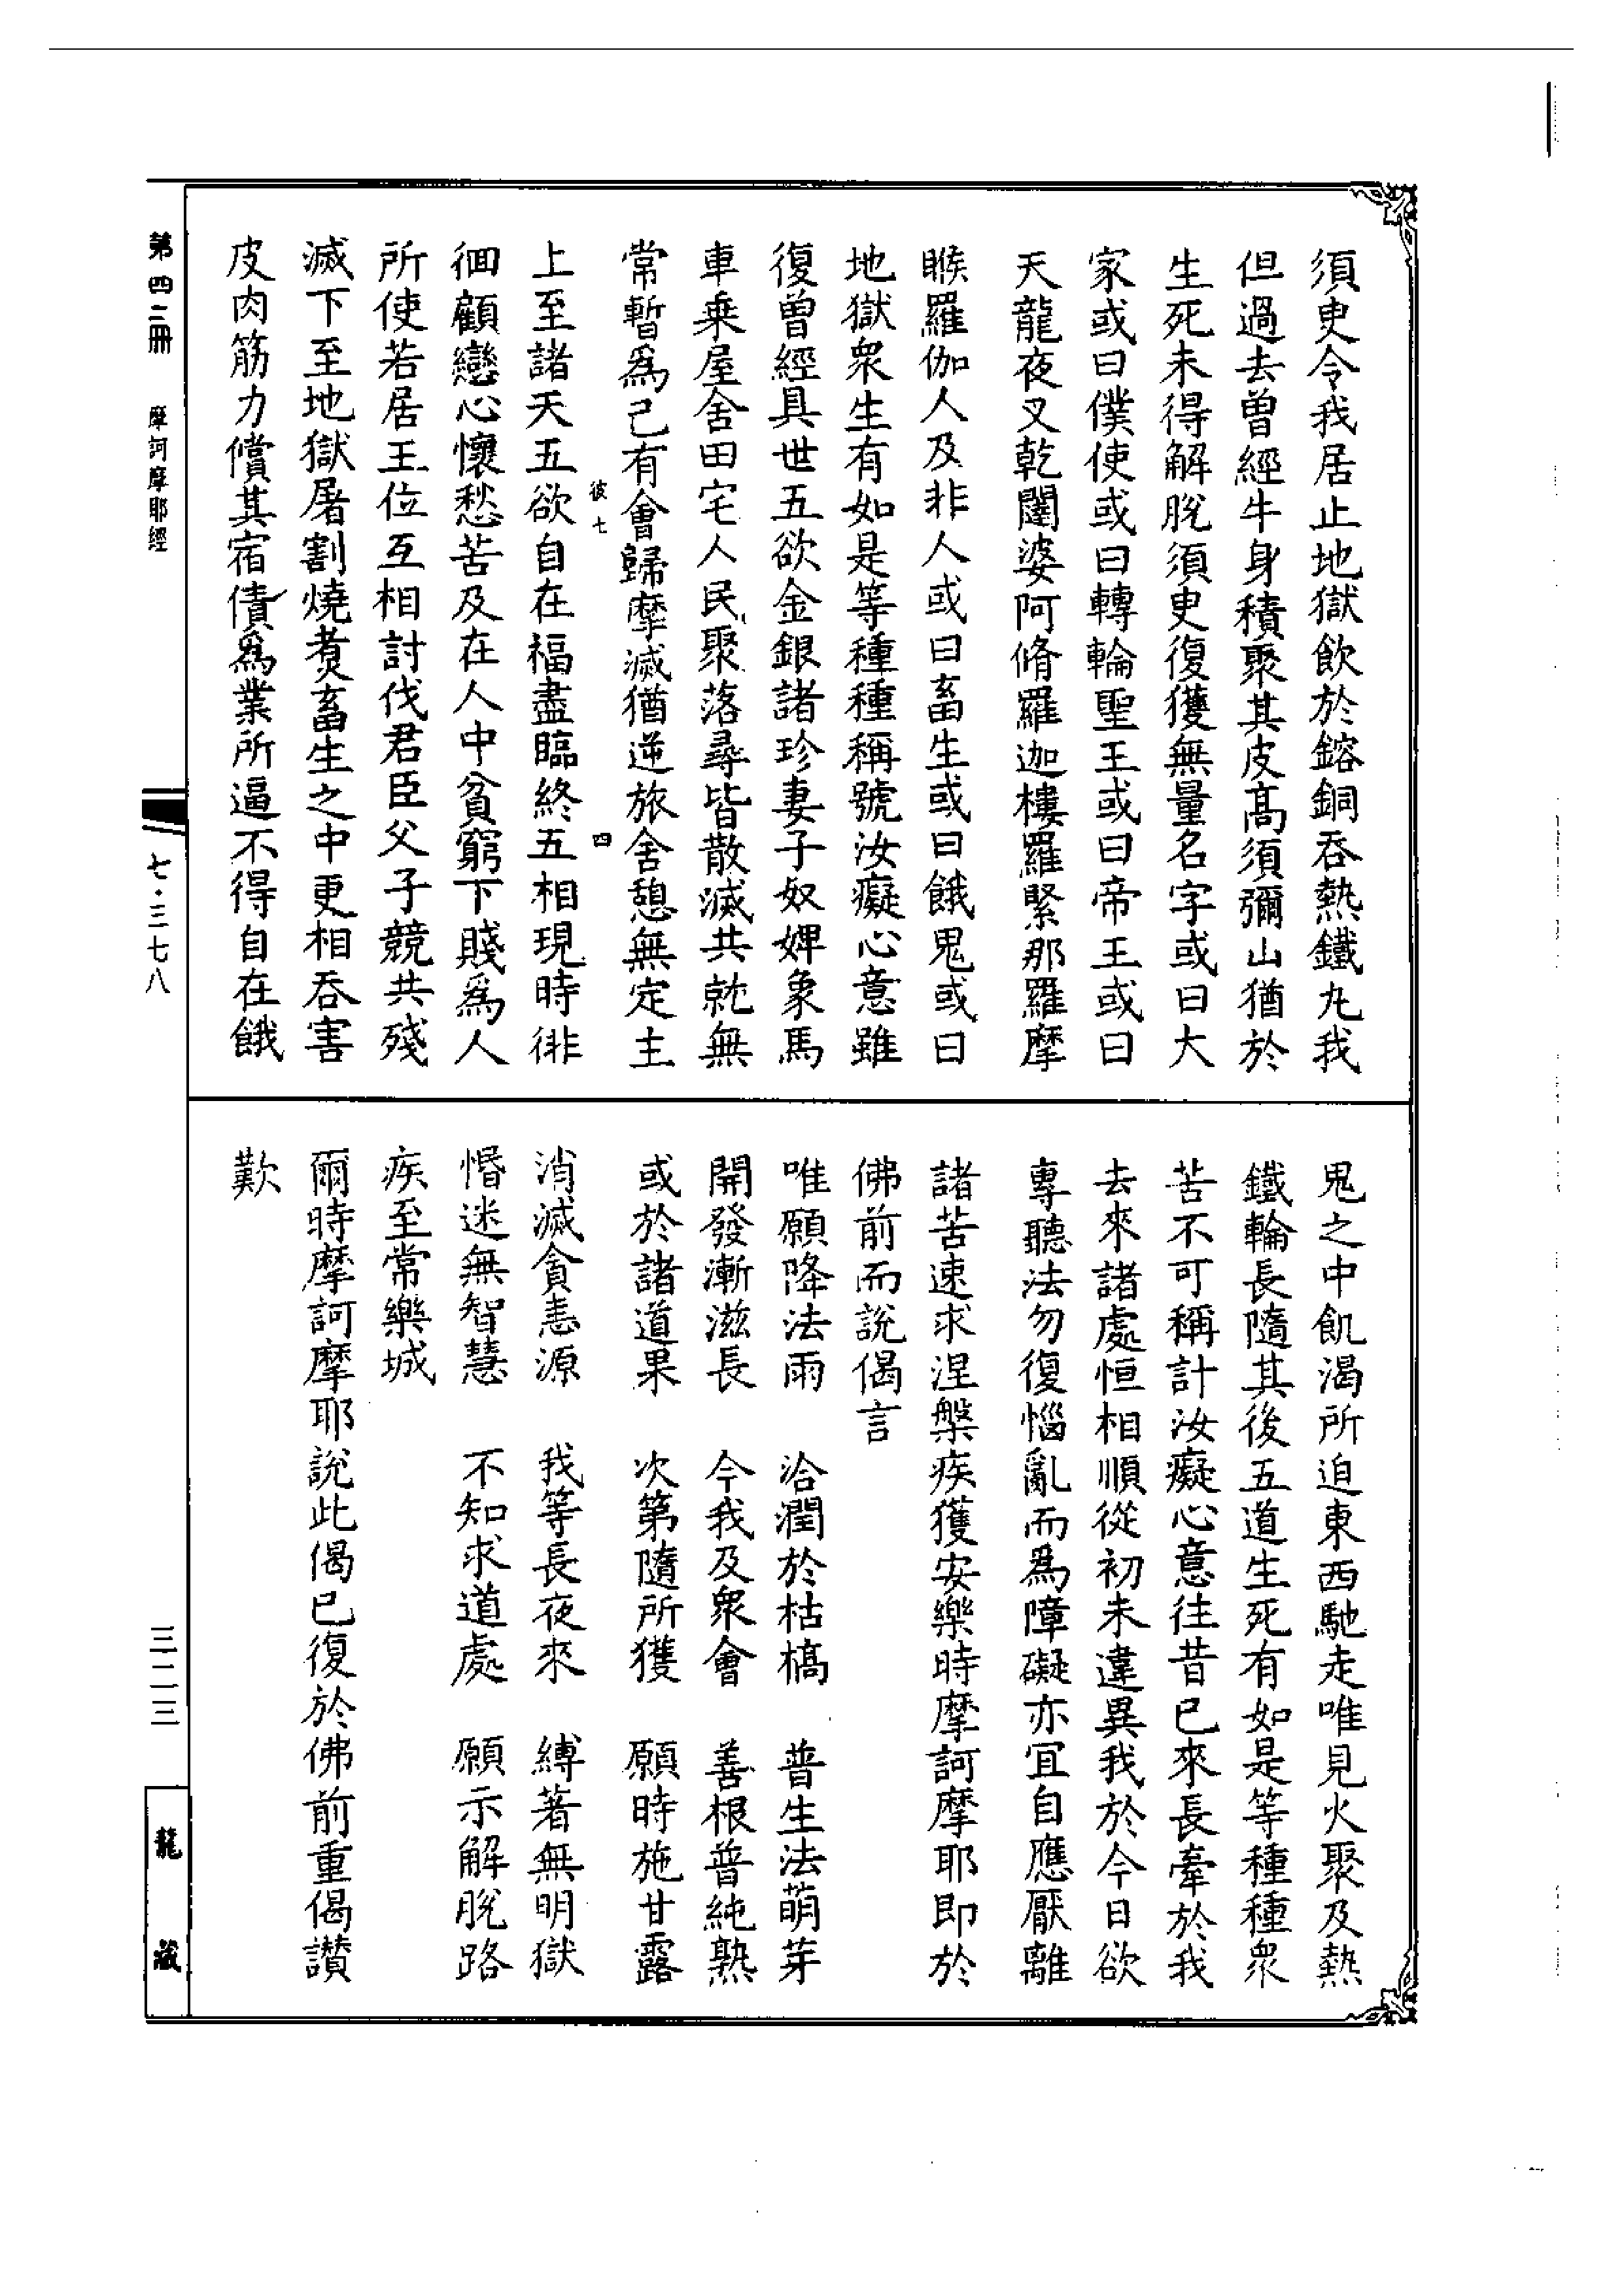 須臾令我居止地獄飲於鎔銅吞熱鐵丸我
但過去曾經牛身積聚其皮高須彌山猶於
生死未得解脫須臾復獲無量名字或曰大
家或曰僕使或曰轉輪聖王或曰帝王或曰
天龍夜叉乾闥婆阿脩羅迦樓羅緊那羅摩
睺羅伽人及非人或曰畜生或曰餓鬼或曰
地獄衆生有如是等種種稱號汝癡心意雖
復曾經具世五欲金銀諸珍妻子奴婢象馬
車乗屋舍田宅人民聚落尋皆散滅共就無
常暫爲己有會歸摩滅猶逆旅舍憩無定主
彼七
四
上至諸天五欲自在福盡臨終五相現時徘
徊顧戀心懷愁苦及在人中貧窮下賤爲人
所使若居王位互相討伐君臣父子競共殘
滅下至地獄屠割燒煑畜生之中更相吞害
皮肉筋力償其宿債爲業所逼不得自在餓
鬼之中飢渴所迫東西馳走唯見火聚及熱
鐵輪長隨其後五道生死有如是等種種衆
苦不可稱計汝癡心意往昔已來長牽於我
去來諸處恒相順從初未違異我於今日欲
專聽法勿復惱亂而爲障礙亦宜自應厭離
諸苦速求涅槃疾獲安樂時摩訶摩耶即於
佛前而說偈言
唯願降法雨　洽潤於枯槁　普生法萌芽
開發漸滋長　今我及衆會　善根普純熟
或於諸道果　次第隨所獲　願時施甘露
消滅貪恚源　我等長夜來　縛著無明獄
惛迷無智慧　不知求道處　願示解脫路
疾至常樂城
爾時摩訶摩耶說此偈已復於佛前重偈讃
歎
第四三冊　摩訶摩耶經
七·三七八
三二三
龍藏